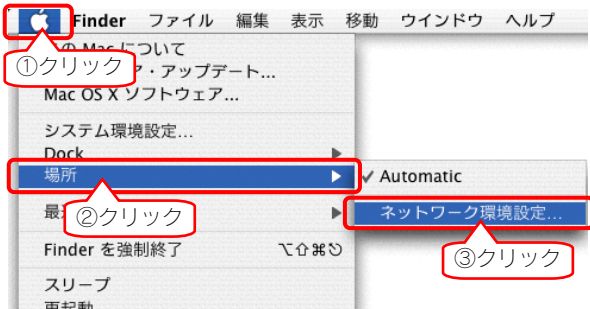 Finder ファイル 編集 表示 移動 ウインドウ ヘルプ
の Mac について
①クリック
ア・アップデート...
Mac OS X ソフトウェア...
システム環境設定...
Dock
場所
✓ Automatic
②クリック
ネットワーク環境設定...
Finder を強制終了 ⌥⇧⌘⎋
③クリック
スリープ
再起動